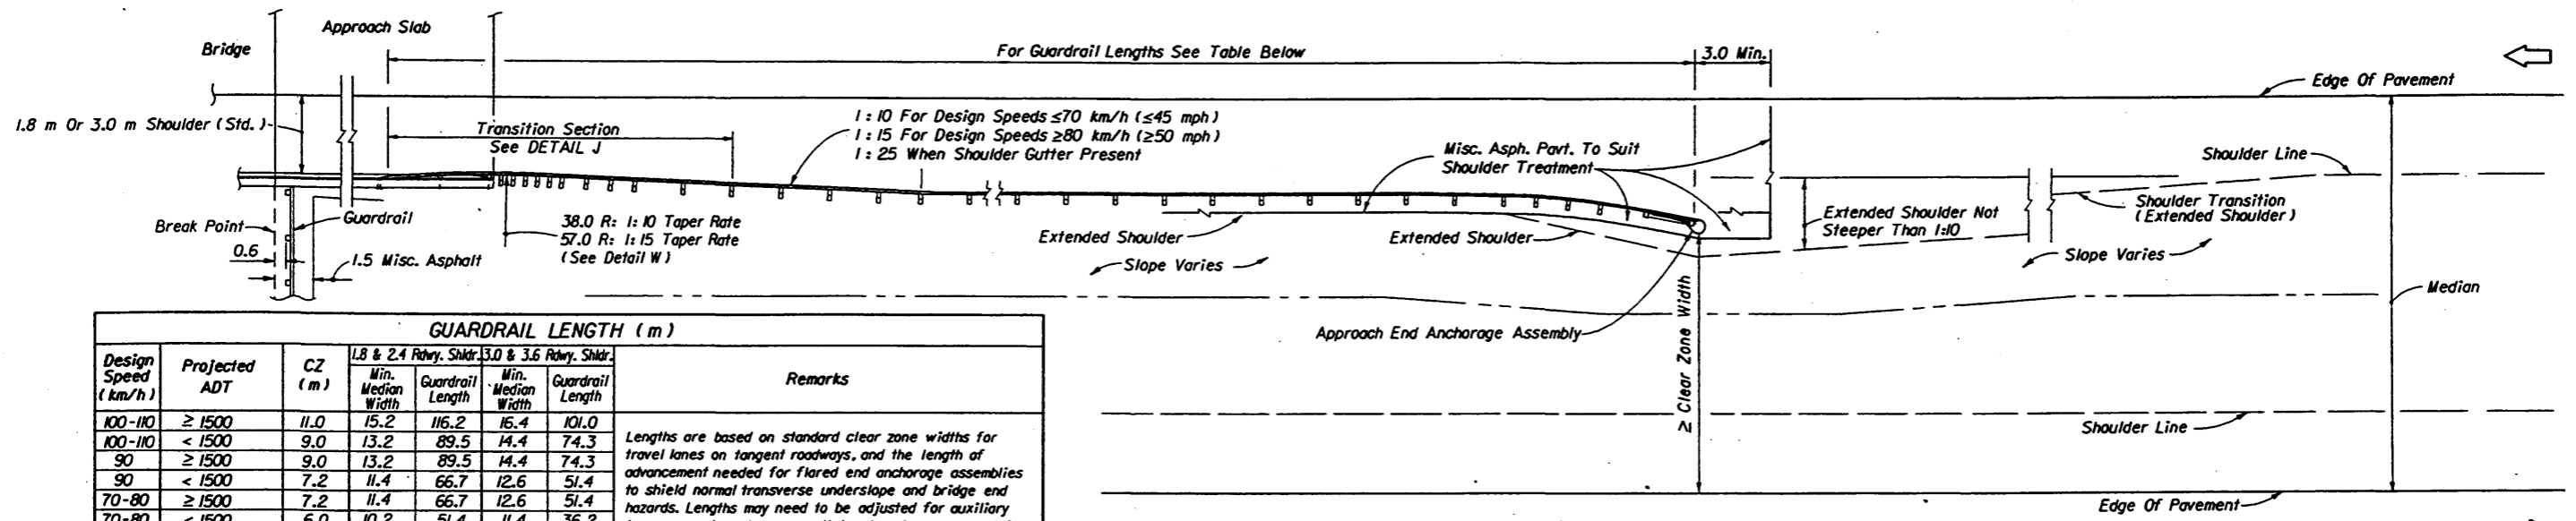 Approach Slab
Bridge
For Guardrail Lengths See Table Below
3.0 Min.
Edge Of Pavement
1.8 m Or 3.0 m Shoulder (Std.)
Transition Section
See DETAIL J
1:10 For Design Speeds ≤70 km/h (≤45 mph)
1:15 For Design Speeds ≥80 km/h (≥50 mph)
1:25 When Shoulder Gutter Present
Misc. Asph. Pavt. To Suit
Shoulder Treatment
Shoulder Line
Break Point
Guardrail
38.0 R: 1:10 Taper Rate
57.0 R: 1:15 Taper Rate
(See Detail W)
Extended Shoulder
Extended Shoulder
Extended Shoulder Not
Steeper Than 1:10
Shoulder Transition
(Extended Shoulder)
0.6
1.5 Misc. Asphalt
Slope Varies
Slope Varies
Median
≥ Clear Zone Width
Approach End Anchorage Assembly
Shoulder Line
Edge Of Pavement
GUARDRAIL LENGTH (m)
Design Speed (km/h) Projected ADT CZ (m) 1.8 & 2.4 Rdwy. Shldr. 3.0 & 3.6 Rdwy. Shldr. Remarks
Min. Median Width Guardrail Length Min. Median Width Guardrail Length
100-110 ≥ 1500 11.0 15.2 116.2 16.4 101.0
100-110 < 1500 9.0 13.2 89.5 14.4 74.3
90 ≥ 1500 9.0 13.2 89.5 14.4 74.3
90 < 1500 7.2 11.4 66.7 12.6 51.4
70-80 ≥ 1500 7.2 11.4 66.7 12.6 51.4
70-80 < 1500 6.0 10.2 51.4 11.4 36.2
Lengths are based on standard clear zone widths for
travel lanes on tangent roadways, and the length of
advancement needed for flared end anchorage assemblies
to shield normal transverse underslope and bridge end
hazards. Lengths may need to be adjusted for auxiliary